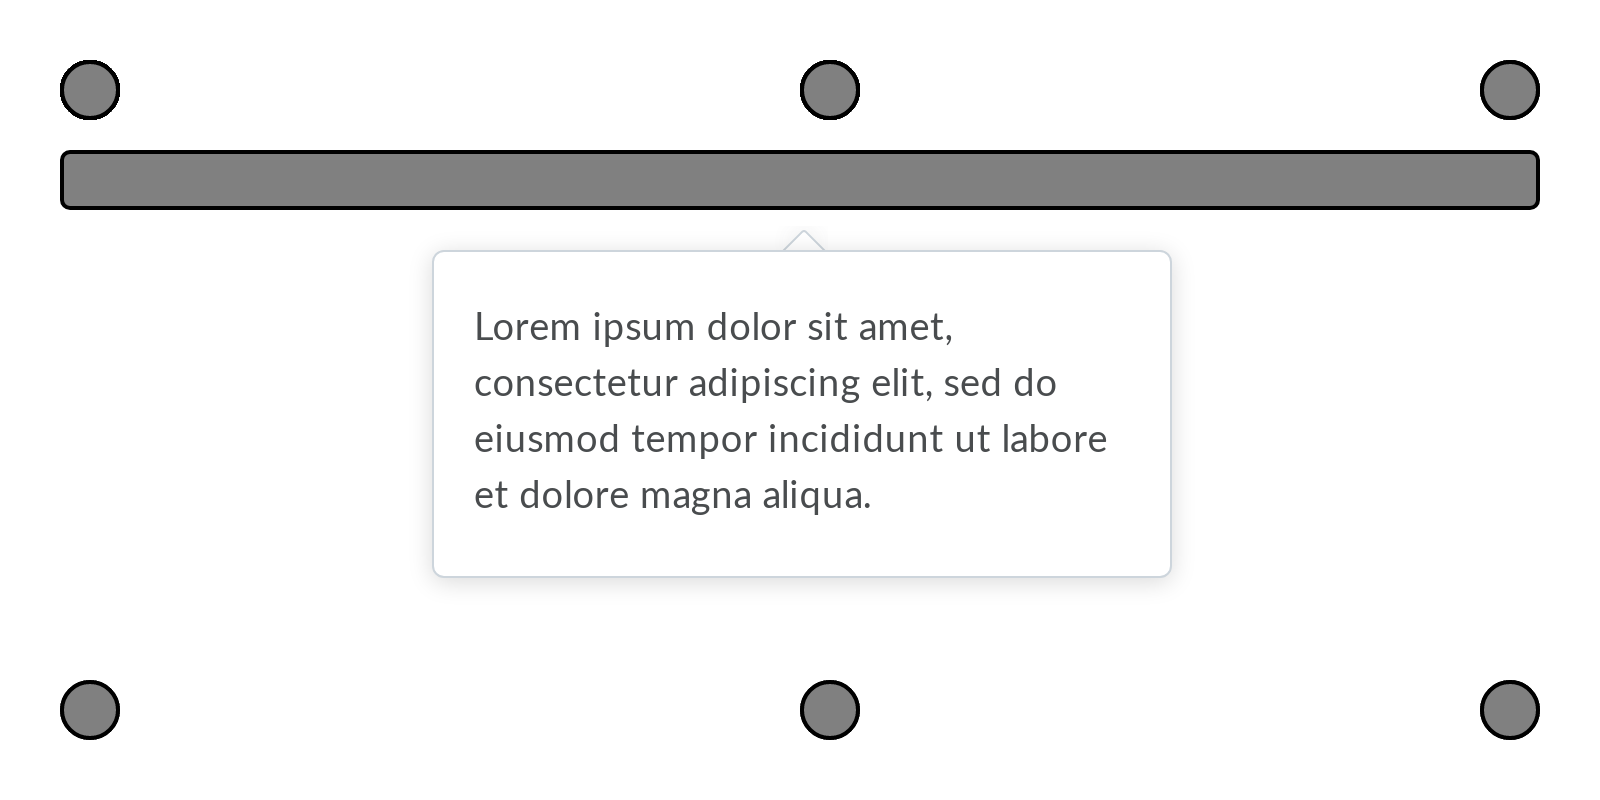 Lorem ipsum dolor sit amet,
consectetur adipiscing elit, sed do
eiusmod tempor incididunt ut labore
et dolore magna aliqua.